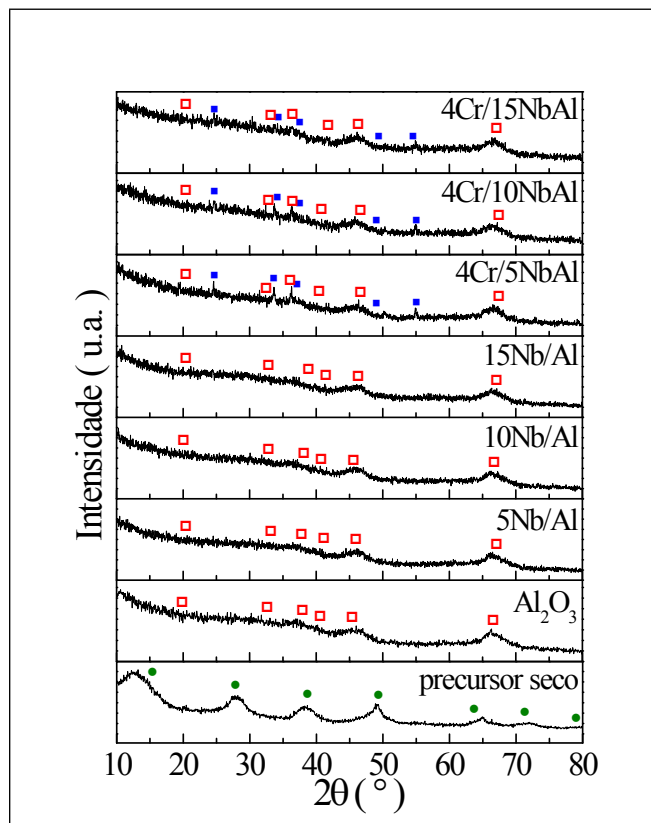 4Cr/15NbAl
4Cr/10NbAl
4Cr/5NbAl
15Nb/Al
10Nb/Al
5Nb/Al
Al₂O₃
precursor seco
Intensidade ( u.a. )
10 20 30 40 50 60 70 80
2θ ( ° )